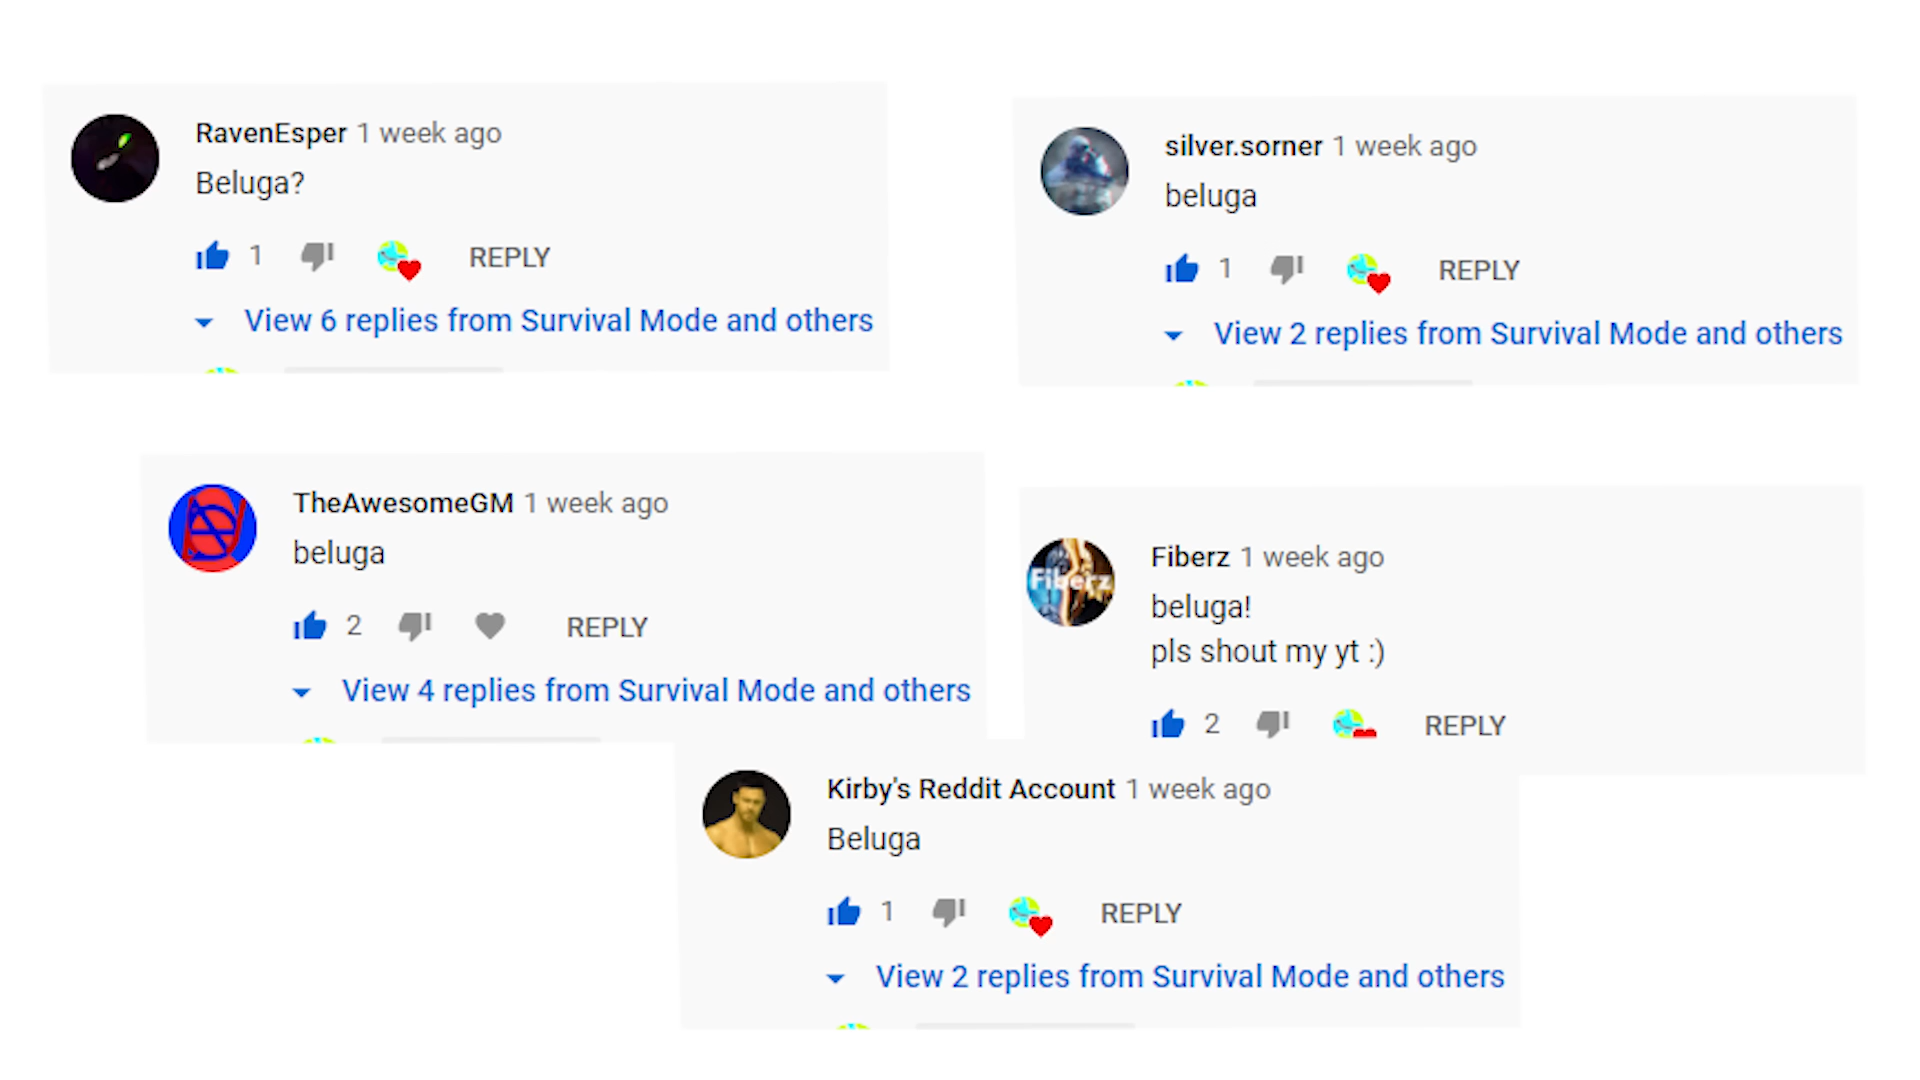 RavenEsper 1 week ago
Beluga?
1 REPLY
View 6 replies from Survival Mode and others
silver.sorner 1 week ago
beluga
1 REPLY
View 2 replies from Survival Mode and others
TheAwesomeGM 1 week ago
beluga
2 REPLY
View 4 replies from Survival Mode and others
Fiberz
Fiberz 1 week ago
beluga!
pls shout my yt :)
2 REPLY
Kirby's Reddit Account 1 week ago
Beluga
1 REPLY
View 2 replies from Survival Mode and others